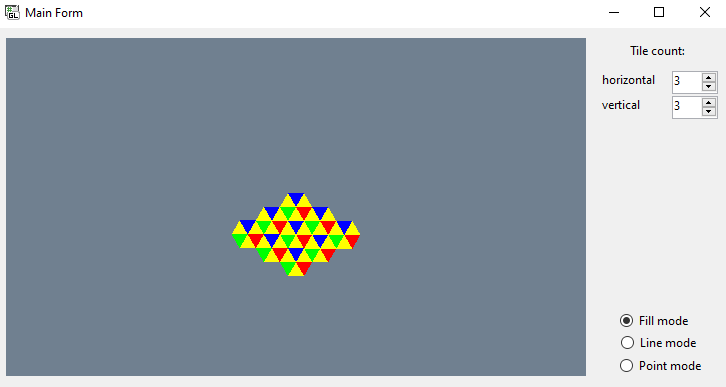 Main Form
Tile count:
horizontal 3
vertical 3
Fill mode
Line mode
Point mode